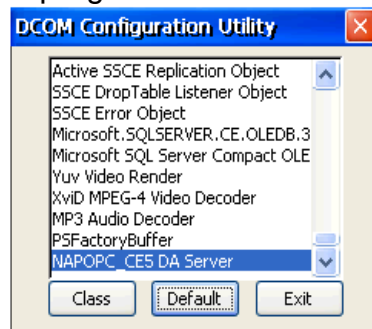 DCOM Configuration Utility
Active SSCE Replication Object
SSCE DropTable Listener Object
SSCE Error Object
Microsoft.SQLSERVER.CE.OLEDB.3
Microsoft SQL Server Compact OLE
Yuv Video Render
XviD MPEG-4 Video Decoder
MP3 Audio Decoder
PSFactoryBuffer
NAPOPC_CE5 DA Server
Class Default Exit